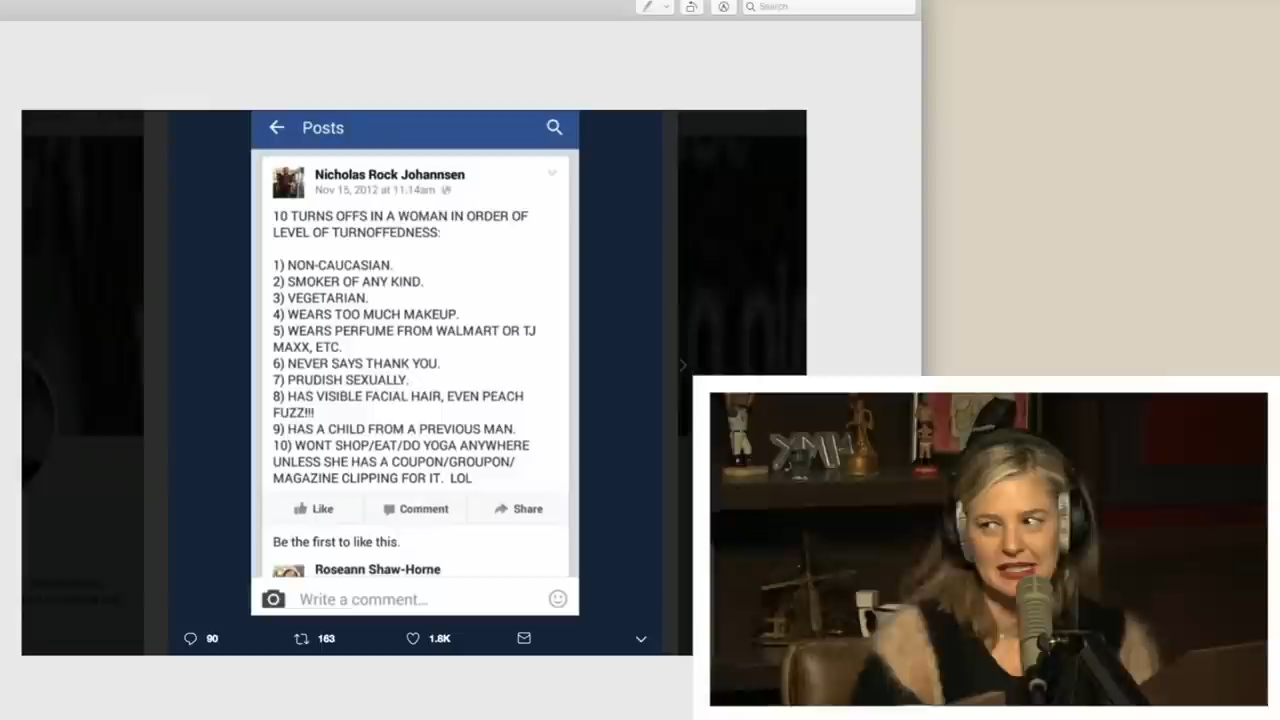 Search
Posts
Nicholas Rock Johannsen
Nov 15, 2012 at 11:14am
10 TURNS OFFS IN A WOMAN IN ORDER OF
LEVEL OF TURNOFFEDNESS:
1) NON-CAUCASIAN.
2) SMOKER OF ANY KIND.
3) VEGETARIAN.
4) WEARS TOO MUCH MAKEUP.
5) WEARS PERFUME FROM WALMART OR TJ
MAXX, ETC.
6) NEVER SAYS THANK YOU.
7) PRUDISH SEXUALLY.
8) HAS VISIBLE FACIAL HAIR, EVEN PEACH
FUZZ!!!
9) HAS A CHILD FROM A PREVIOUS MAN.
10) WONT SHOP/EAT/DO YOGA ANYWHERE
UNLESS SHE HAS A COUPON/GROUPON/
MAGAZINE CLIPPING FOR IT. LOL
Like Comment Share
Be the first to like this.
Roseann Shaw-Horne
Write a comment...
90 163 1.8K
YMH